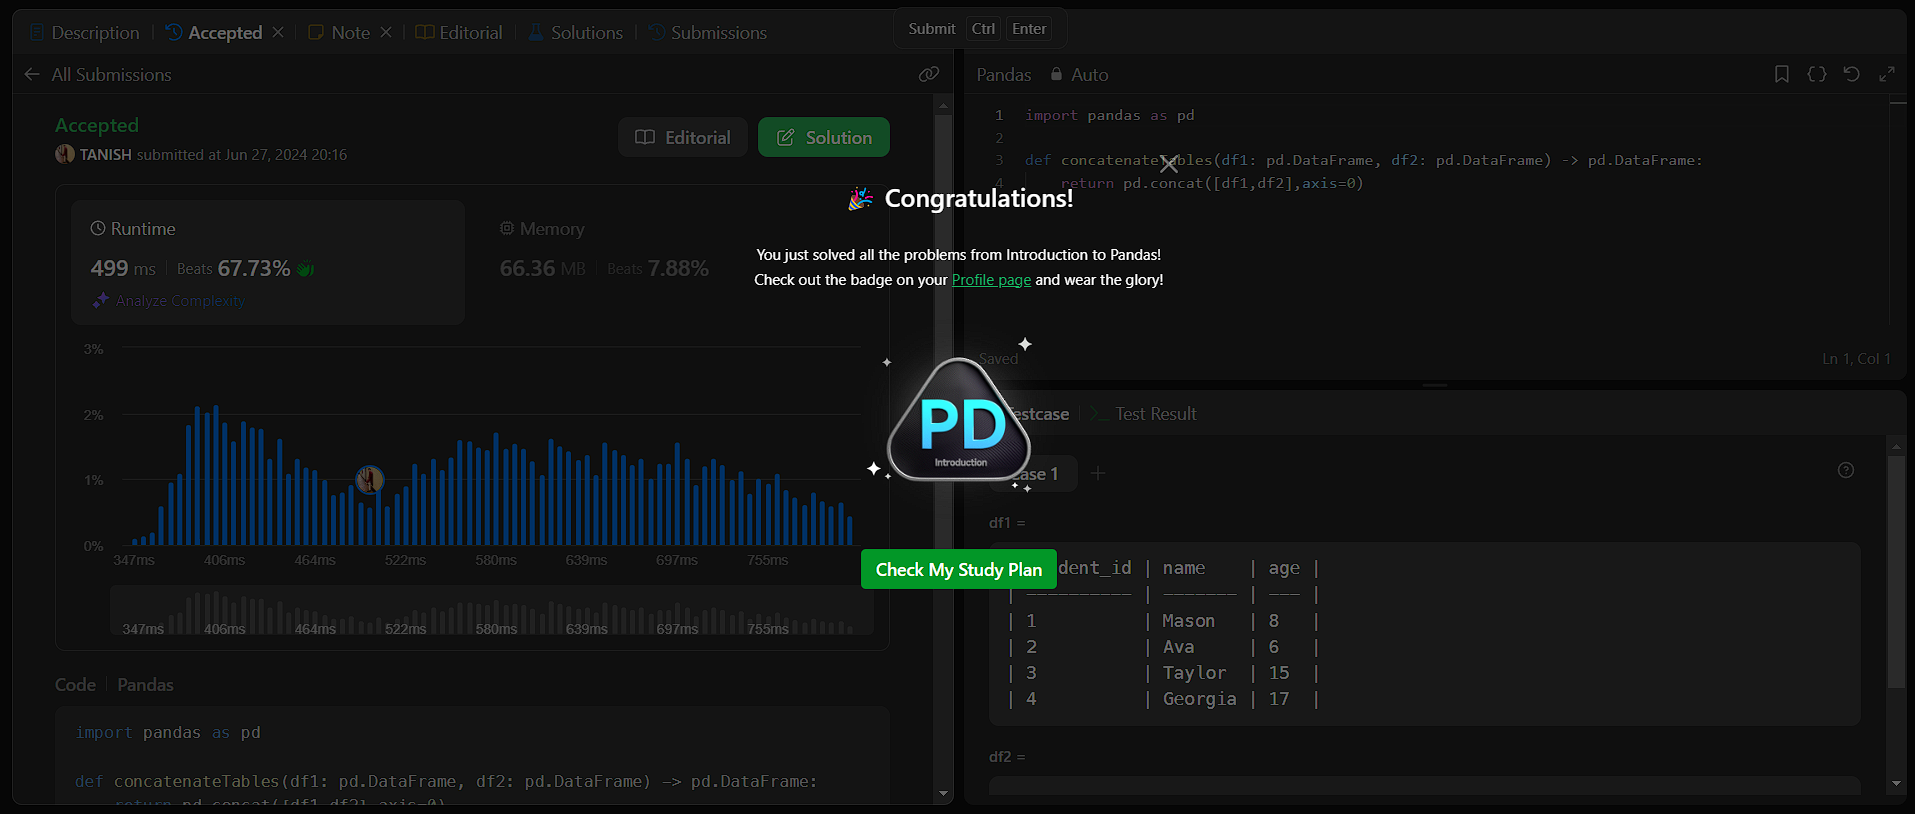 Description
Accepted
Note
Editorial
Solutions
Submissions
Submit Ctrl Enter
All Submissions
Accepted
TANISH submitted at Jun 27, 2024 20:16
Editorial
Solution
Runtime
499 ms Beats 67.73%
Analyze Complexity
Memory
66.36 MB Beats 7.88%
3%
2%
1%
0%
347ms 406ms 464ms 522ms 580ms 639ms 697ms 755ms
347ms 406ms 464ms 522ms 580ms 639ms 697ms 755ms
Code Pandas
import pandas as pd
def concatenateTables(df1: pd.DataFrame, df2: pd.DataFrame) -> pd.DataFrame:
return pd.concat([df1,df2],axis=0)
Congratulations!
You just solved all the problems from Introduction to Pandas!
Check out the badge on your Profile page and wear the glory!
PD
Introduction
Check My Study Plan
Pandas Auto
1 import pandas as pd
2
3 def concatenateTables(df1: pd.DataFrame, df2: pd.DataFrame) -> pd.DataFrame:
4 return pd.concat([df1,df2],axis=0)
Saved
Ln 1, Col 1
estcase
>_ Test Result
ase 1
df1 =
dent_id | name | age |
| __________ | _______ | ___ |
| 1 | Mason | 8 |
| 2 | Ava | 6 |
| 3 | Taylor | 15 |
| 4 | Georgia | 17 |
df2 =